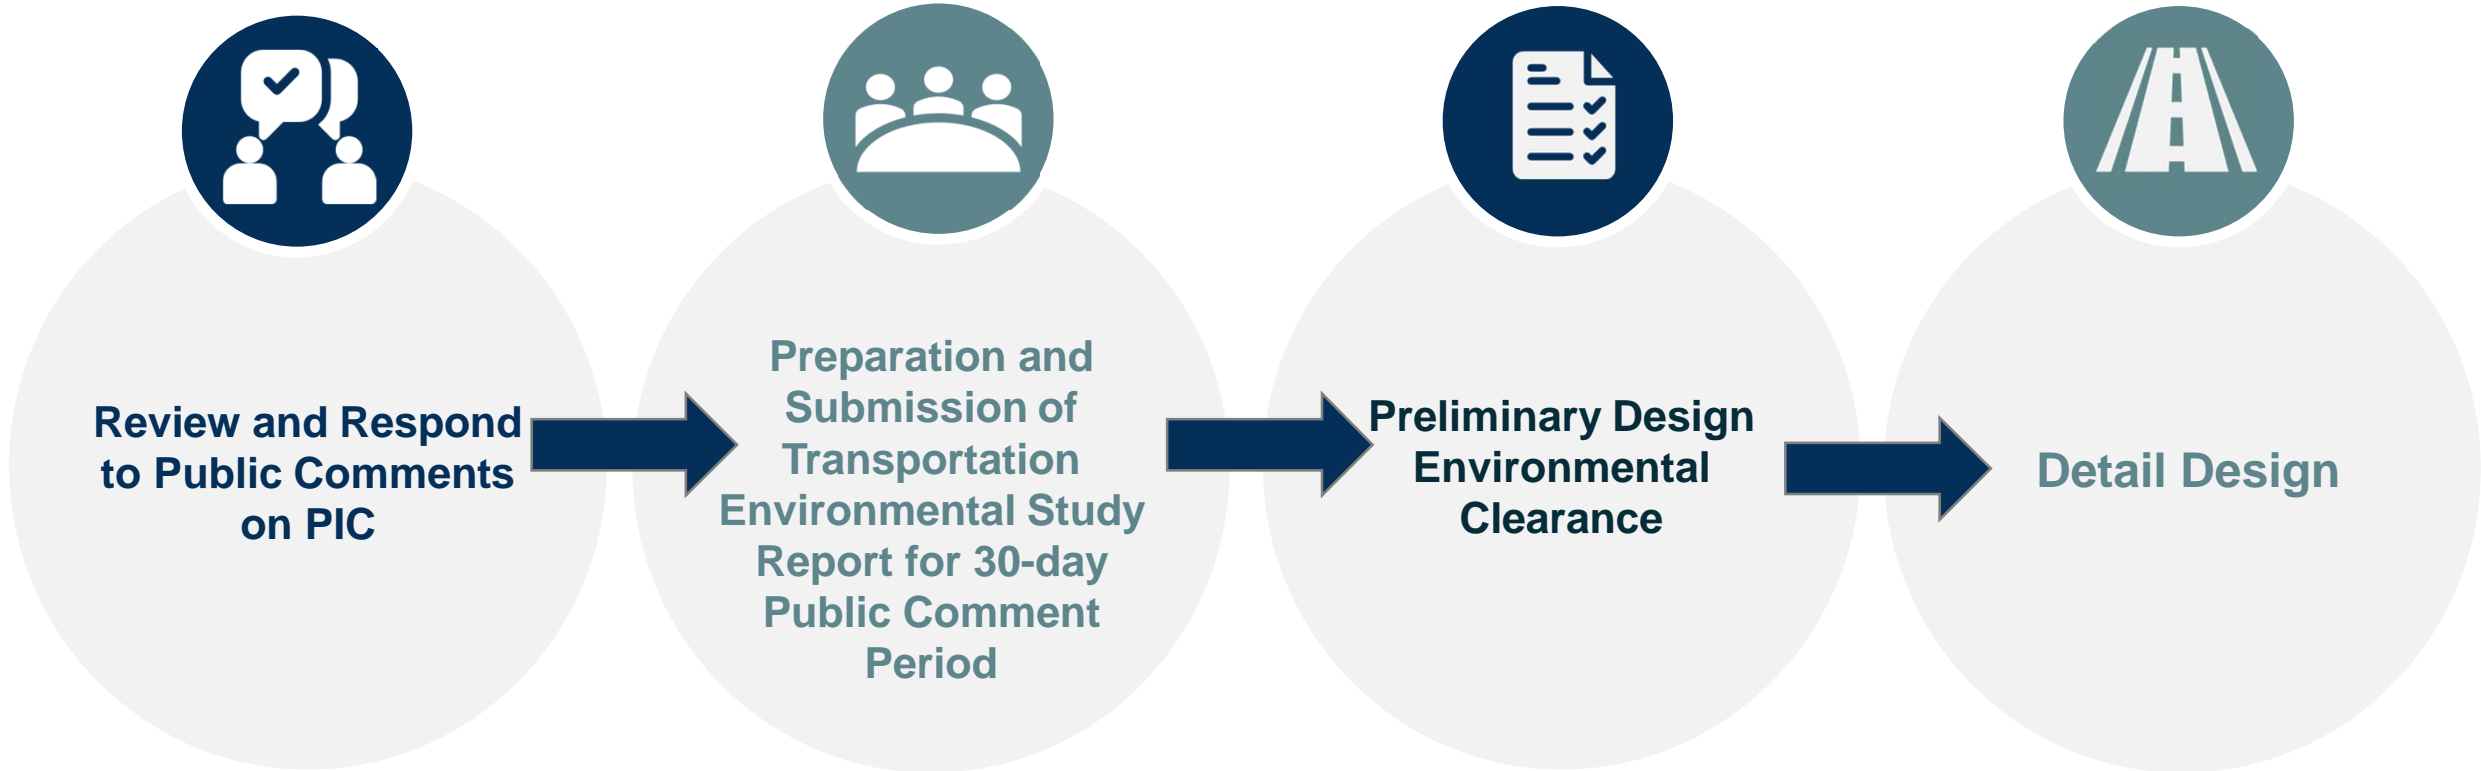 Review and Respond
to Public Comments
on PIC
Preparation and
Submission of
Transportation
Environmental Study
Report for 30-day
Public Comment
Period
Preliminary Design
Environmental
Clearance
Detail Design